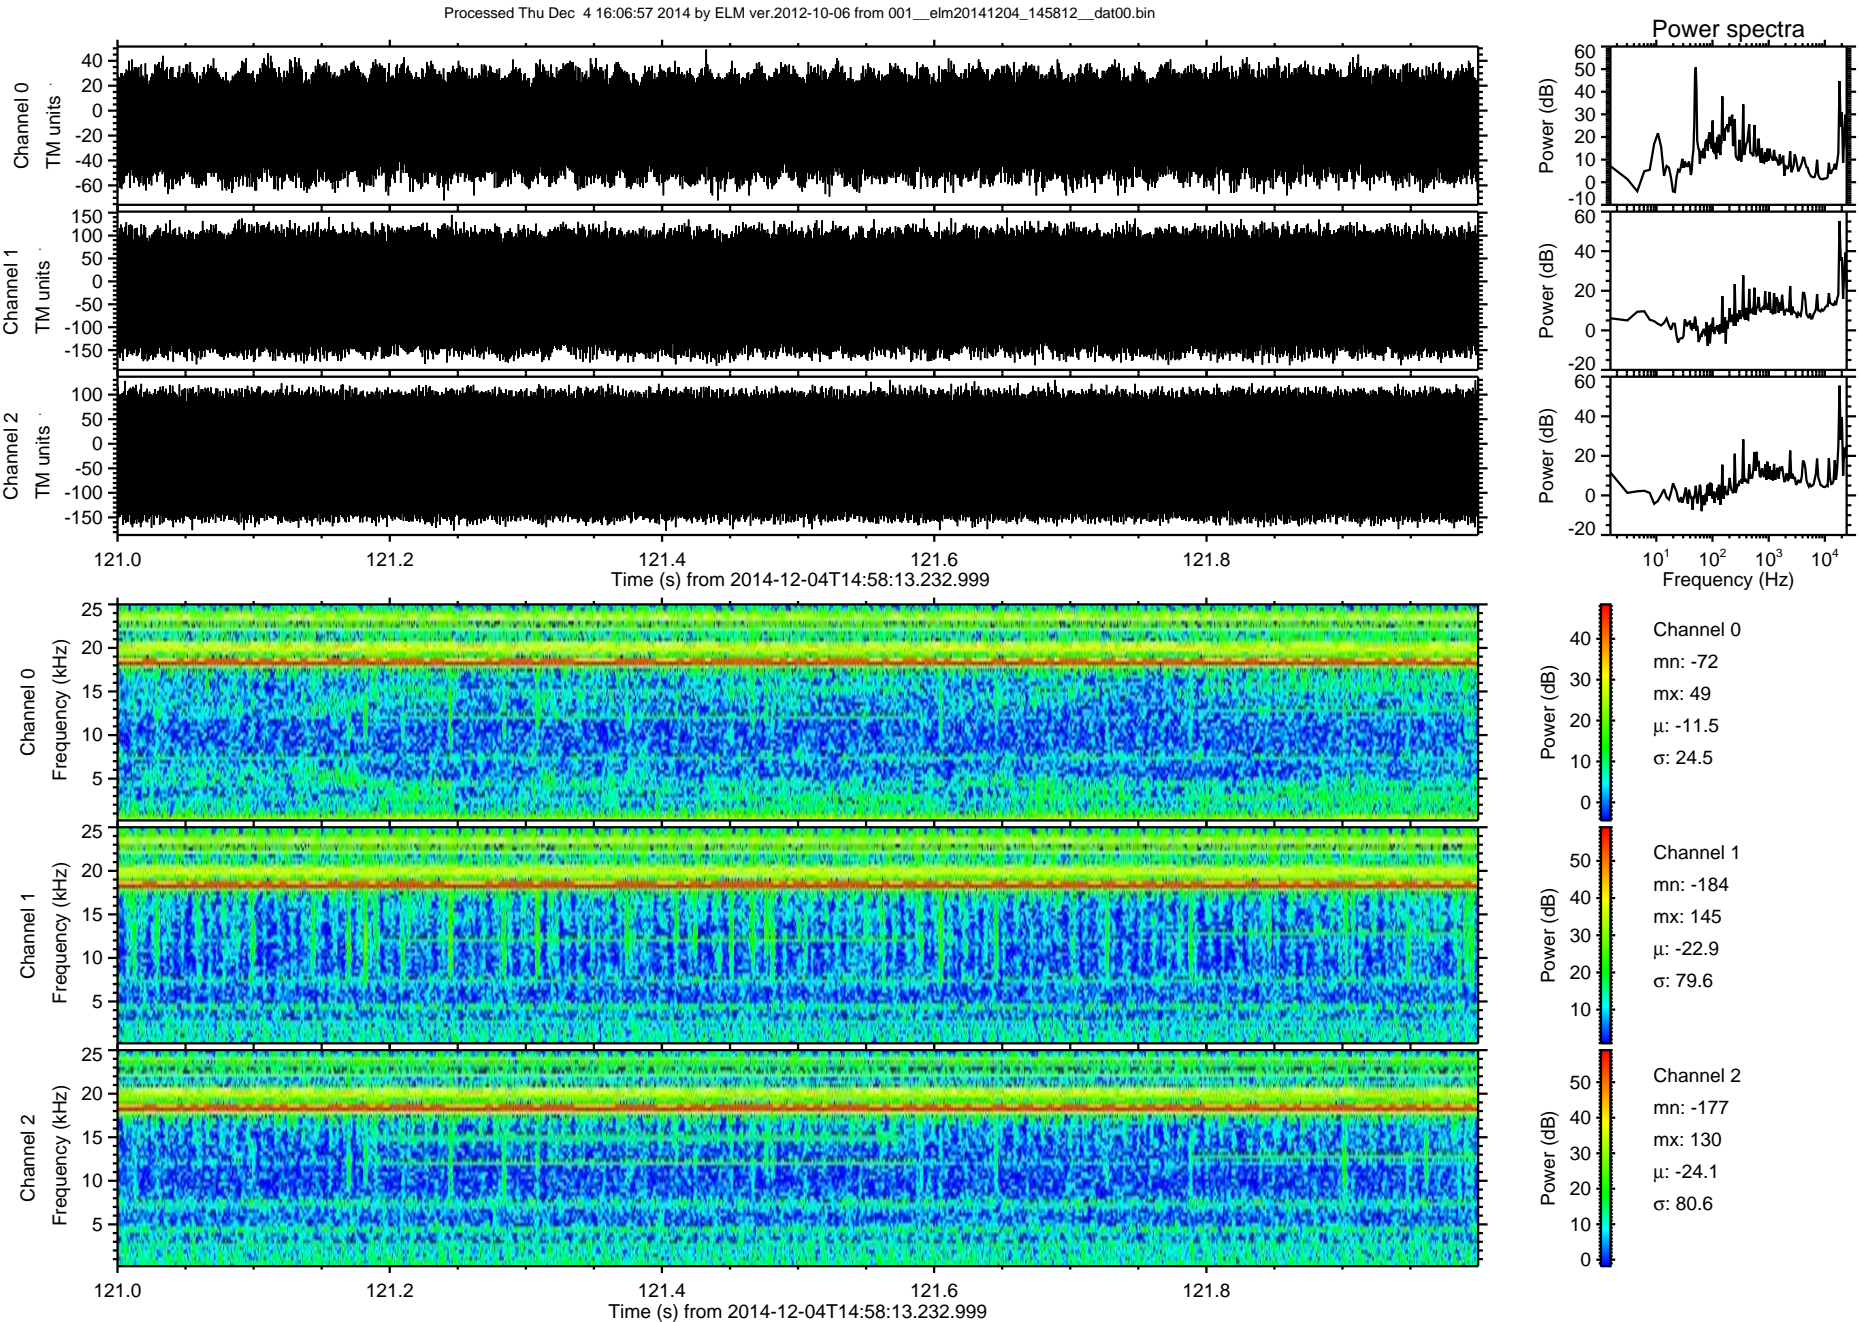 Processed Thu Dec  4 16:06:57 2014 by ELM ver.2012-10-06 from 001__elm20141204_145812__dat00.bin
Power spectra
Channel 0
TM units
40
20
0
-20
-40
-60
Power (dB)
60
50
40
30
20
10
0
-10
Channel 1
TM units
150
100
50
0
-50
-100
-150
Power (dB)
60
40
20
0
-20
Channel 2
TM units
100
50
0
-50
-100
-150
Power (dB)
60
40
20
0
-20
121.0 121.2 121.4 121.6 121.8
Time (s) from 2014-12-04T14:58:13.232.999
10^1 10^2 10^3 10^4
Frequency (Hz)
Channel 0
Frequency (kHz)
25
20
15
10
5
Power (dB)
40
30
20
10
0
Channel 0
mn: -72
mx: 49
μ: -11.5
σ: 24.5
Channel 1
Frequency (kHz)
25
20
15
10
5
Power (dB)
50
40
30
20
10
Channel 1
mn: -184
mx: 145
μ: -22.9
σ: 79.6
Channel 2
Frequency (kHz)
25
20
15
10
5
Power (dB)
50
40
30
20
10
0
Channel 2
mn: -177
mx: 130
μ: -24.1
σ: 80.6
121.0 121.2 121.4 121.6 121.8
Time (s) from 2014-12-04T14:58:13.232.999